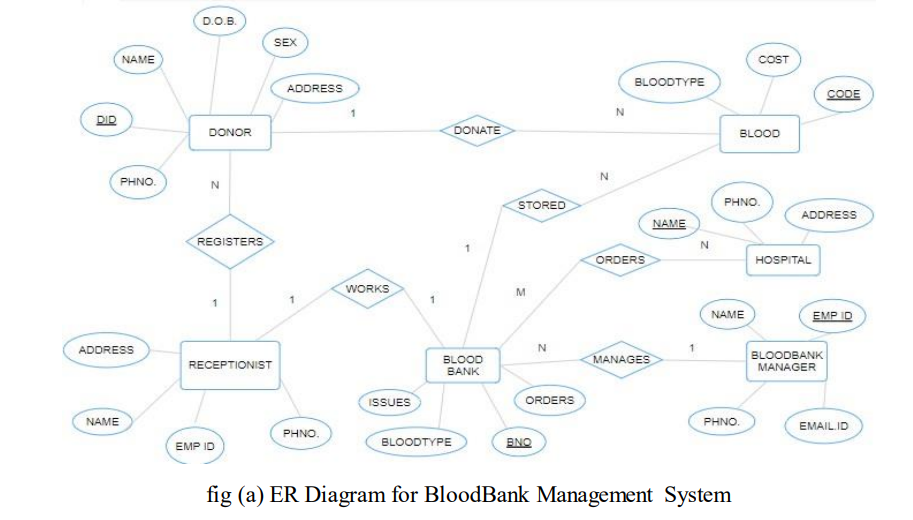 D.O.B.
NAME
SEX
ADDRESS
DID
DONOR
PHNO.
1
DONATE
N
BLOODTYPE
COST
CODE
BLOOD
N
REGISTERS
1
N
STORED
1
PHNO.
NAME
ADDRESS
ORDERS
N
HOSPITAL
M
1
WORKS
1
ADDRESS
RECEPTIONIST
NAME
EMP ID
PHNO.
BLOOD
BANK
ISSUES
BLOODTYPE
BNO
ORDERS
N
MANAGES
1
NAME
EMP ID
BLOODBANK
MANAGER
PHNO.
EMAIL.ID
fig (a) ER Diagram for BloodBank Management System